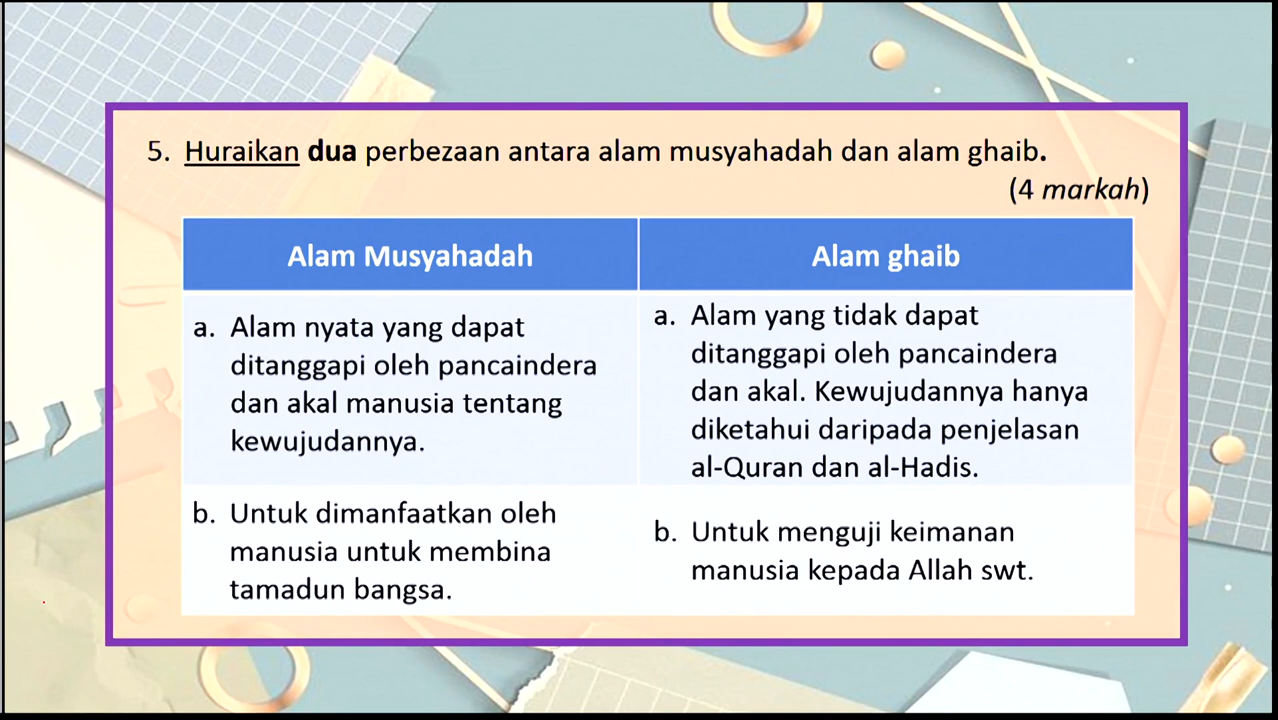 5. Huraikan dua perbezaan antara alam musyahadah dan alam ghaib.
(4 markah)
Alam Musyahadah
Alam ghaib
a. Alam nyata yang dapat
ditanggapi oleh pancaindera
dan akal manusia tentang
kewujudannya.
a. Alam yang tidak dapat
ditanggapi oleh pancaindera
dan akal. Kewujudannya hanya
diketahui daripada penjelasan
al-Quran dan al-Hadis.
b. Untuk dimanfaatkan oleh
manusia untuk membina
tamadun bangsa.
b. Untuk menguji keimanan
manusia kepada Allah swt.